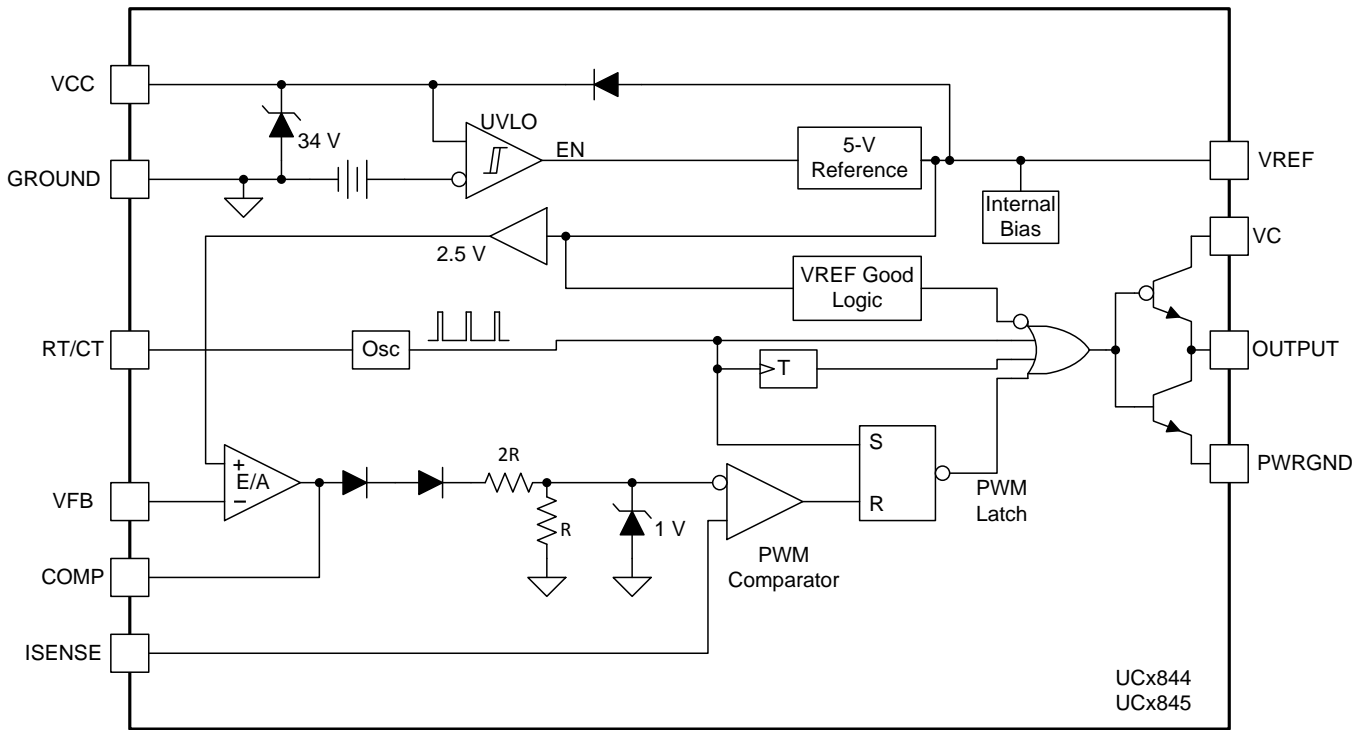 VCC
34 V
UVLO
EN
5-V
Reference
VREF
GROUND
Internal
Bias
VC
2.5 V
VREF Good
Logic
RT/CT
Osc
T
OUTPUT
S
R
PWM
Latch
PWRGND
+
E/A
−
VFB
2R
R
1 V
PWM
Comparator
COMP
ISENSE
UCx844
UCx845